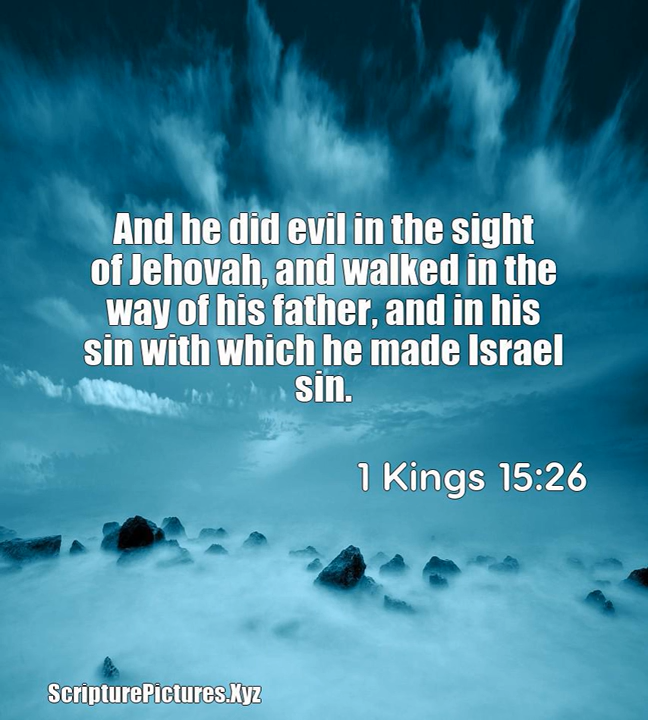 And he did evil in the sight
of Jehovah, and walked in the
way of his father, and in his
sin with which he made Israel
sin.
1 Kings 15:26
ScripturePictures.Xyz